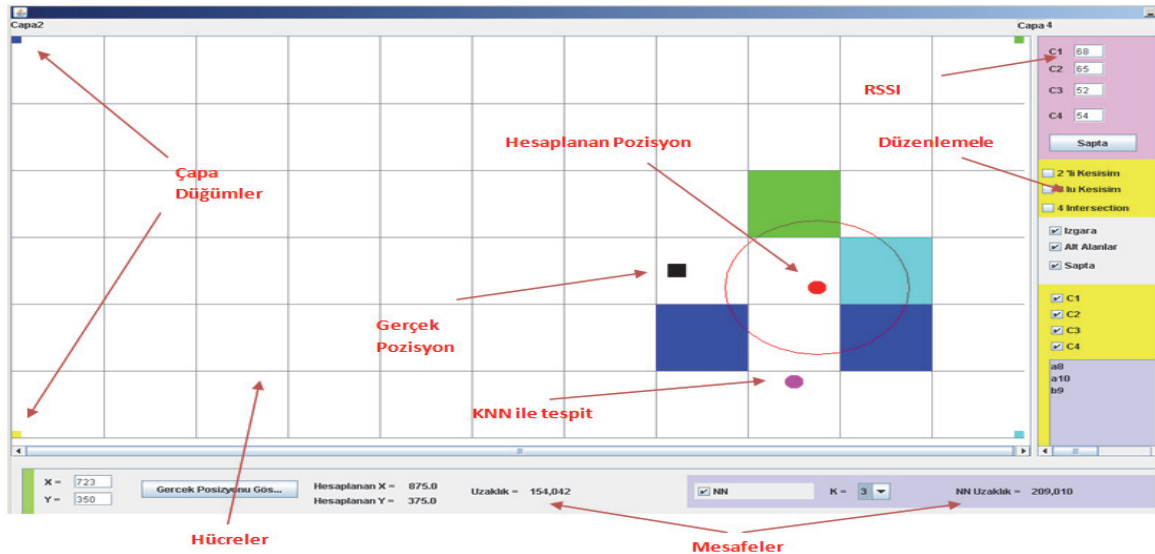 Capa2
Capa 4
C1 68
C2 65
C3 52
C4 54
RSSI
Sapta
Hesaplanan Pozisyon
Düzenlemele
Çapa
Düğümler
2 'li Kesisim
lu Kesisim
4 Intersection
Izgara
Alt Alanlar
Sapta
C1
C2
C3
C4
Gerçek
Pozisyon
a8
a10
b9
KNN ile tespit
X = 723
Y = 350
Gercek Posizyonu Gös...
Hesaplanan X = 875.0
Hesaplanan Y = 375.0
Uzaklık = 154,042
NN
K = 3
NN Uzaklık = 209,010
Hücreler
Mesafeler